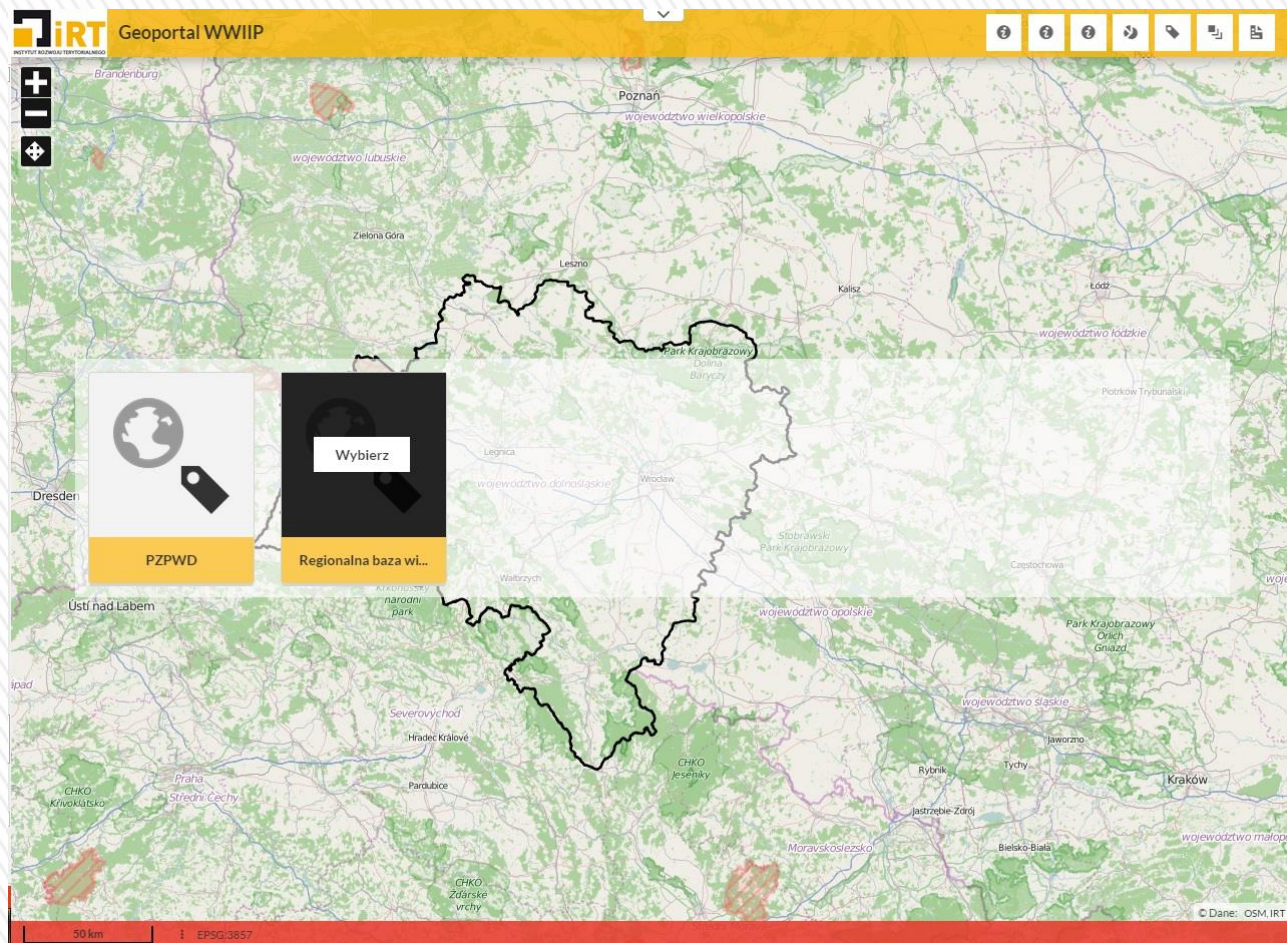 iRT
INSTYTUT ROZWOJU TERYTORIALNEGO
Geoportal WWIIP
Brandenburg
Poznań
województwo wielkopolskie
województwo lubuskie
Zielona Góra
Leszno
Kalisz
Łódź
województwo łódzkie
Park Krajobrazowy
Dolina
Baryczy
Piotrków Trybunalski
Wybierz
Legnica
województwo dolnośląskie
Wrocław
Dresden
Stobrawski
Park Krajobrazowy
PZPWD
Regionalna baza wi...
Częstochowa
Wałbrzych
Krkonošský
národní
park
Ústí nad Labem
województwo opolskie
Park Krajobrazowy
Orlich
Gniazd
Severovýchod
Hradec Králové
województwo śląskie
Jaworzno
CHKO
Jeseníky
Rybnik
Tychy
Kraków
Praha
Střední Čechy
CHKO
Křivoklátsko
Pardubice
Jastrzębie-Zdrój
Moravskoslezsko
Bielsko-Biała
województwo małop
CHKO
Žďárské
vrchy
© Dane: OSM, IRT
50 km
EPSG:3857